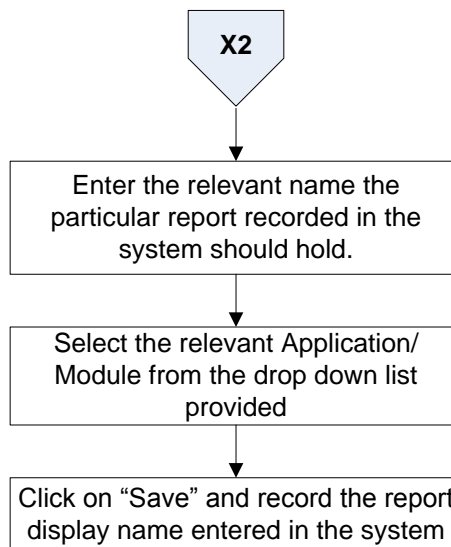 X2
Enter the relevant name the
particular report recorded in the
system should hold.
Select the relevant Application/
Module from the drop down list
provided
Click on “Save” and record the report
display name entered in the system